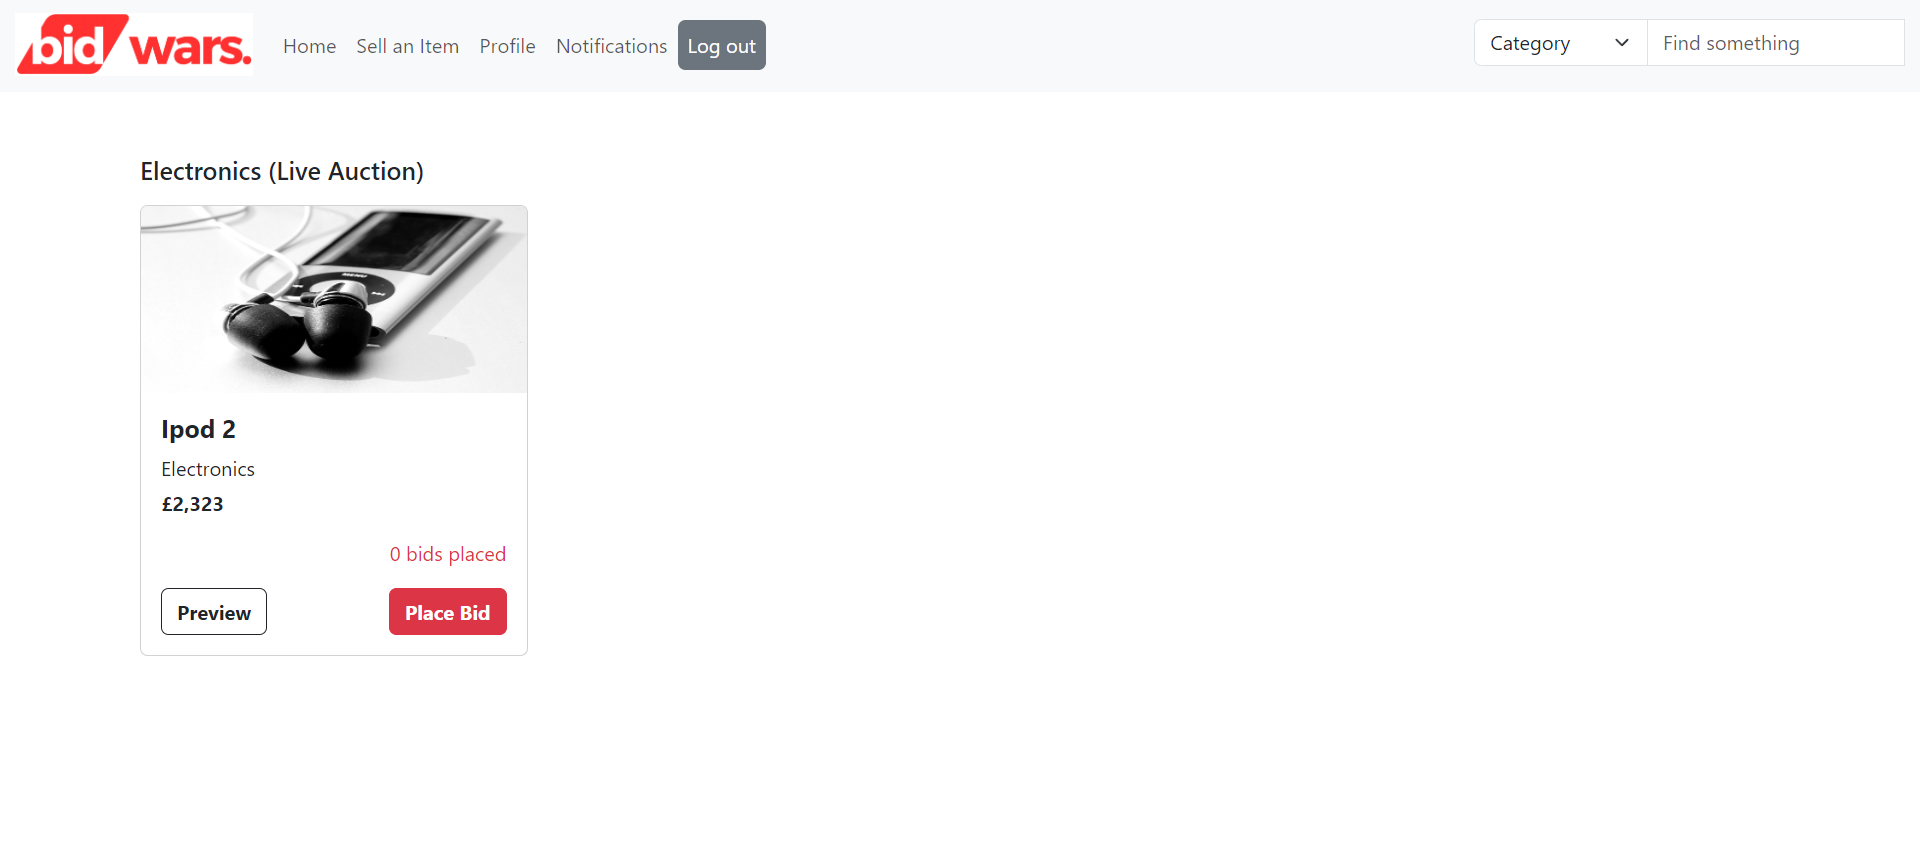 bid wars.
Home Sell an Item Profile Notifications Log out
Category Find something
Electronics (Live Auction)
MENU
Ipod 2
Electronics
£2,323
0 bids placed
Preview Place Bid